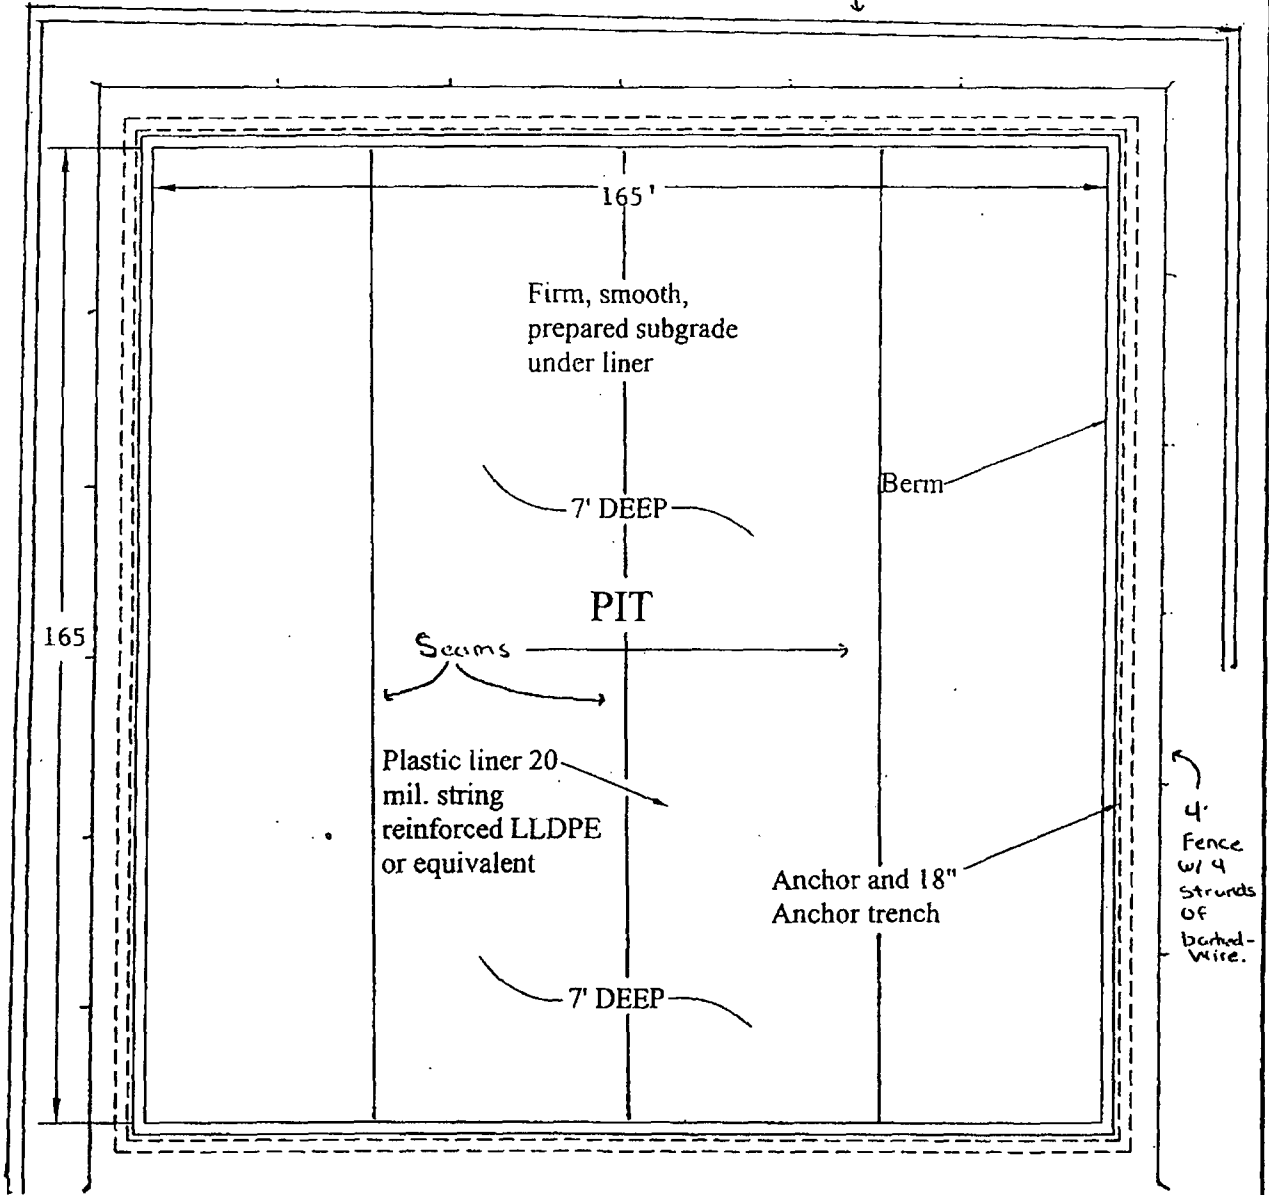 165'
Firm, smooth,
prepared subgrade
under liner
Berm
7' DEEP
PIT
165
Seams
Plastic liner 20
mil. string
reinforced LLDPE
or equivalent
4'
Fence
w/ 4
Strands
OF
barbed-
wire.
Anchor and 18"
Anchor trench
7' DEEP